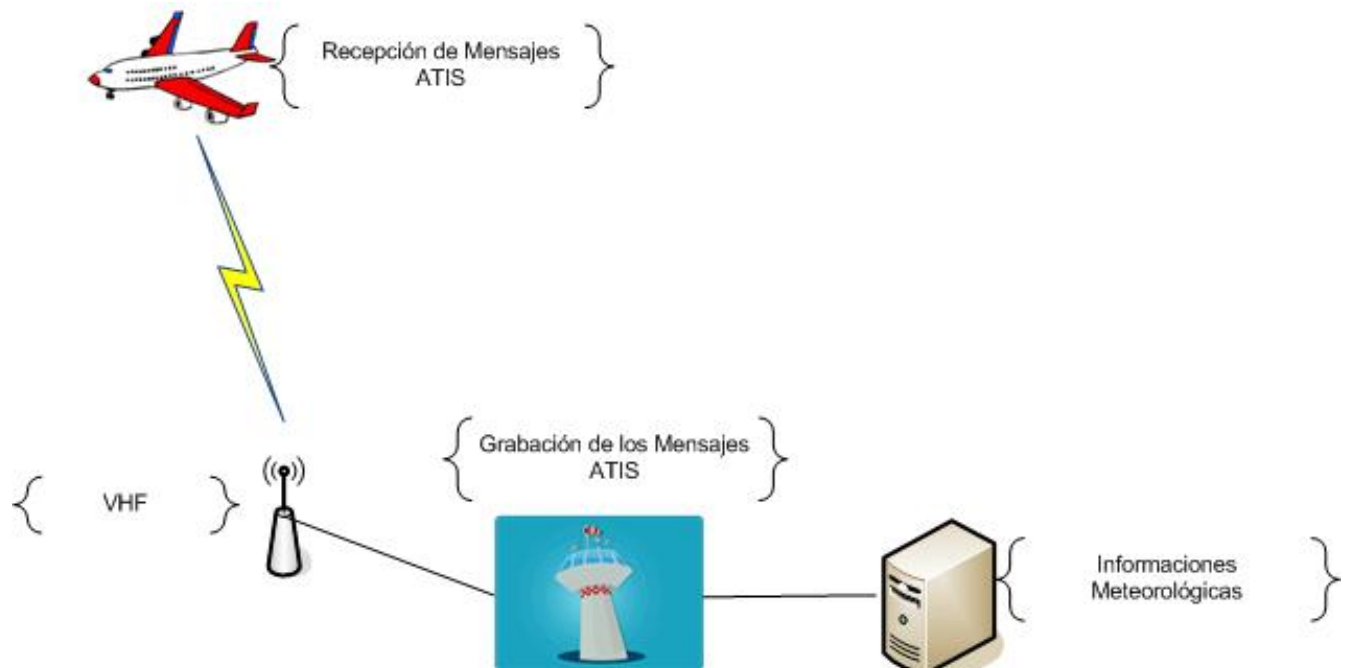 Recepción de Mensajes
ATIS
Grabación de los Mensajes
ATIS
VHF
Informaciones
Meteorológicas